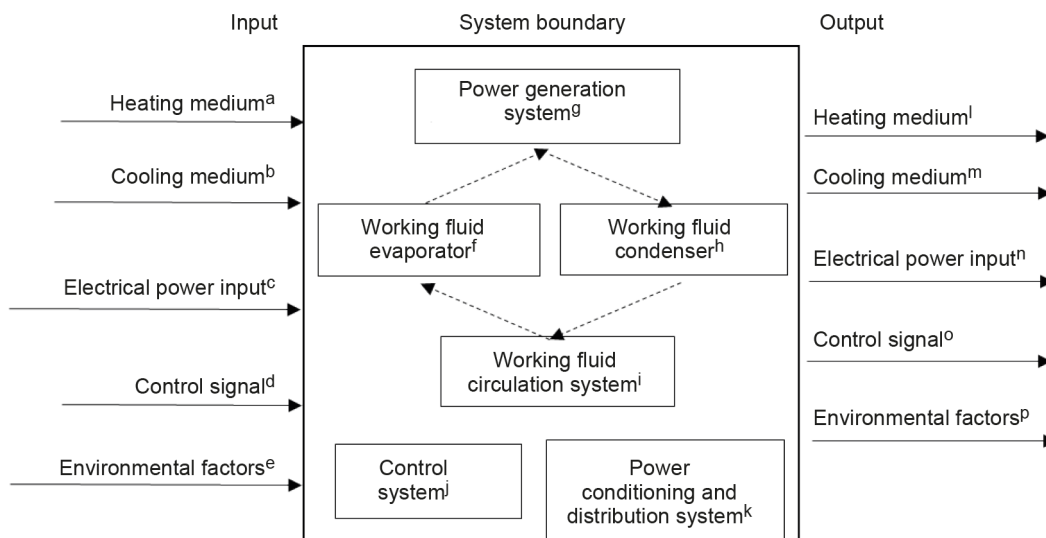 Input
System boundary
Output
Heating medium^a
Cooling medium^b
Electrical power input^c
Control signal^d
Environmental factors^e
Power generation
system^g
Working fluid
evaporator^f
Working fluid
condenser^h
Working fluid
circulation system^i
Control
system^j
Power
conditioning and
distribution system^k
Heating medium^l
Cooling medium^m
Electrical power input^n
Control signal^o
Environmental factors^p